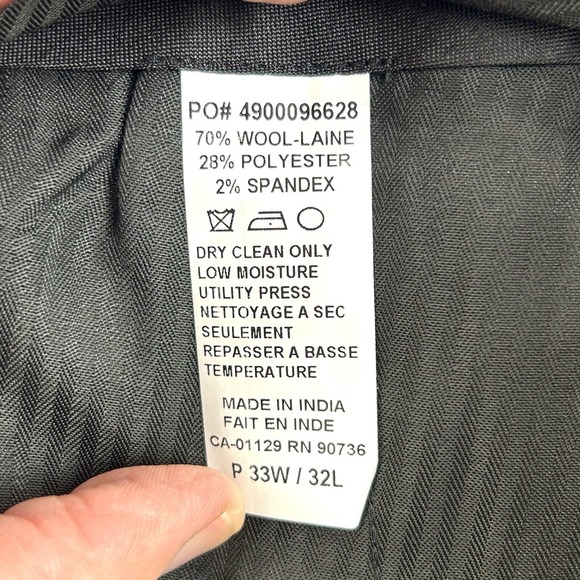 PO# 4900096628
70% WOOL-LAINE
28% POLYESTER
2% SPANDEX
DRY CLEAN ONLY
LOW MOISTURE
UTILITY PRESS
NETTOYAGE A SEC
SEULEMENT
REPASSER A BASSE
TEMPERATURE
MADE IN INDIA
FAIT EN INDE
CA-01129 RN 90736
P 33W / 32L